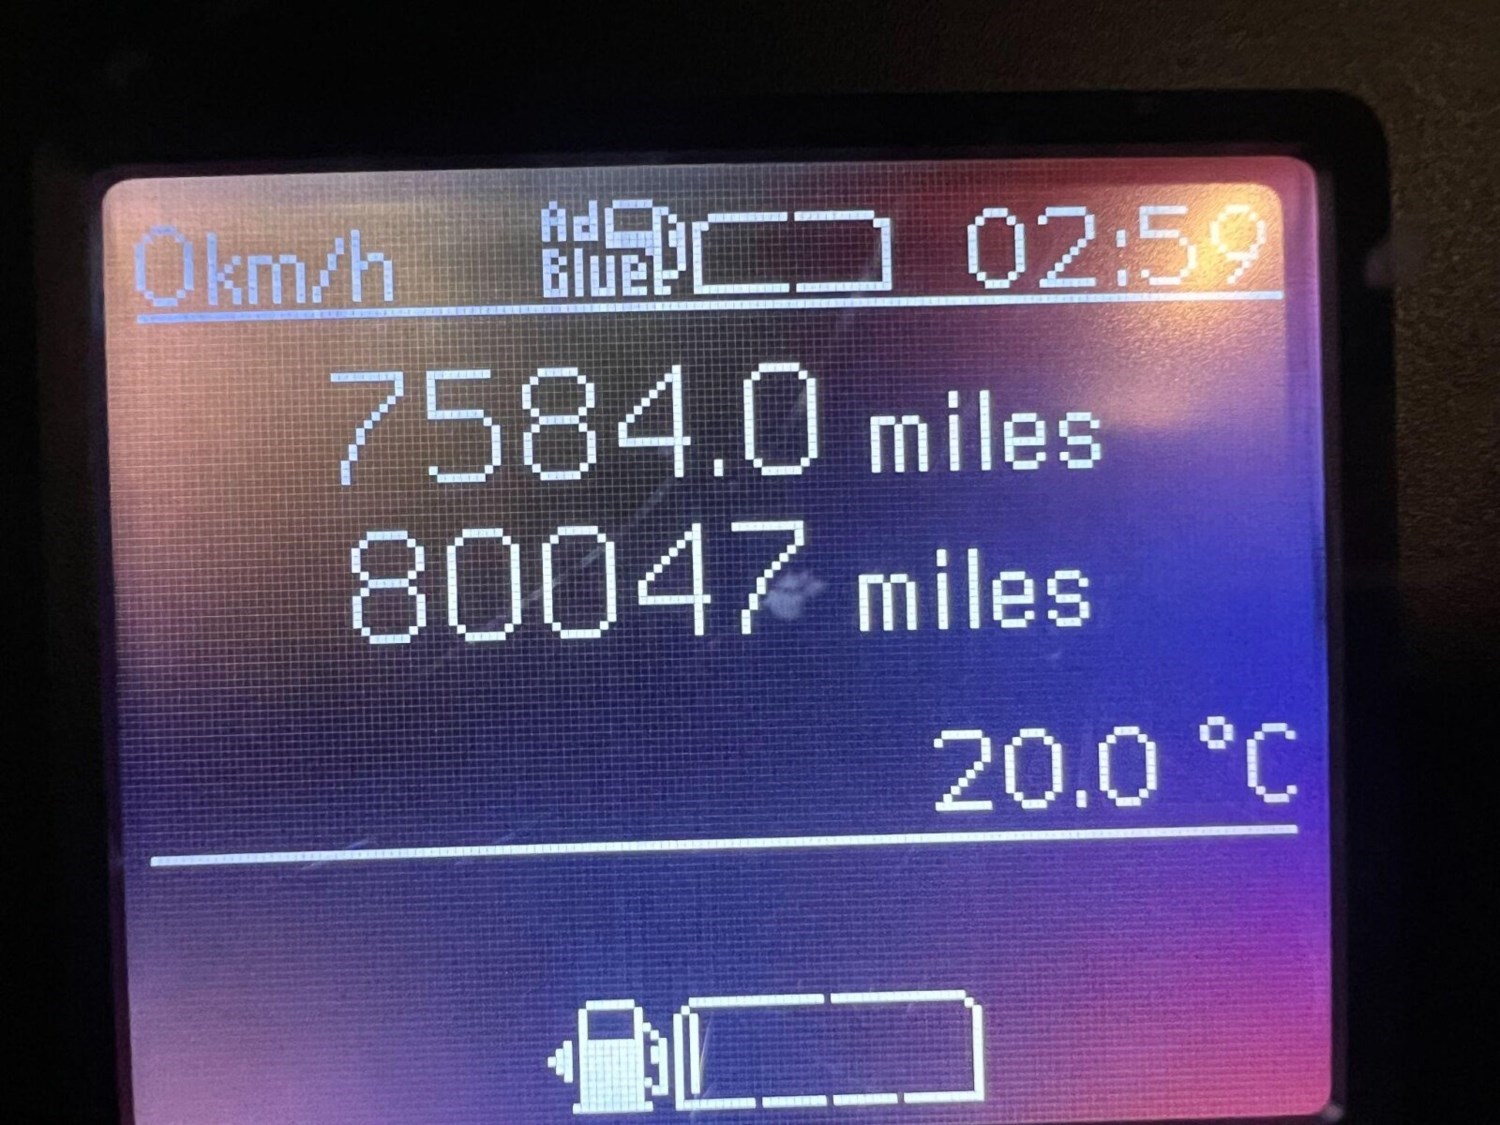 0km/h Ad Blue 02:59
7584.0 miles
80047 miles
20.0 °C